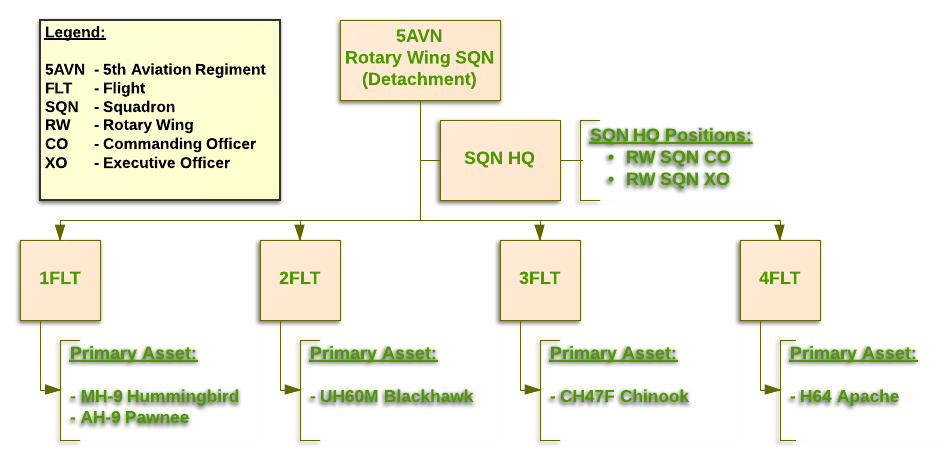 Legend:
5AVN - 5th Aviation Regiment
FLT - Flight
SQN - Squadron
RW - Rotary Wing
CO - Commanding Officer
XO - Executive Officer
5AVN
Rotary Wing SQN
(Detachment)
SQN HQ
SQN HQ Positions:
• RW SQN CO
• RW SQN XO
1FLT
2FLT
3FLT
4FLT
Primary Asset:
- MH-9 Hummingbird
- AH-9 Pawnee
Primary Asset:
- UH60M Blackhawk
Primary Asset:
- CH47F Chinook
Primary Asset:
- H64 Apache